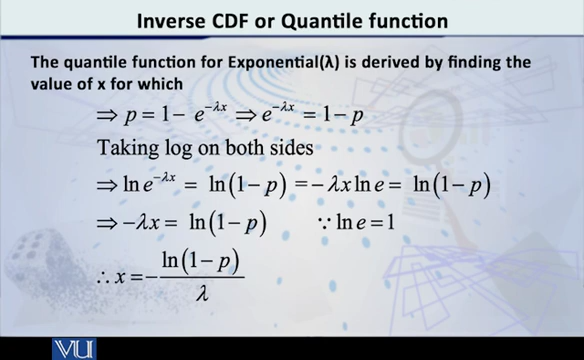 Inverse CDF or Quantile function
The quantile function for Exponential(λ) is derived by finding the
value of x for which
⇒ p = 1 − e^{−λx} ⇒ e^{−λx} = 1 − p
Taking log on both sides
⇒ ln e^{−λx} = ln(1 − p) = −λx ln e = ln(1 − p)
⇒ −λx = ln(1 − p) ∵ ln e = 1
∴ x = − ln(1 − p) / λ
VU